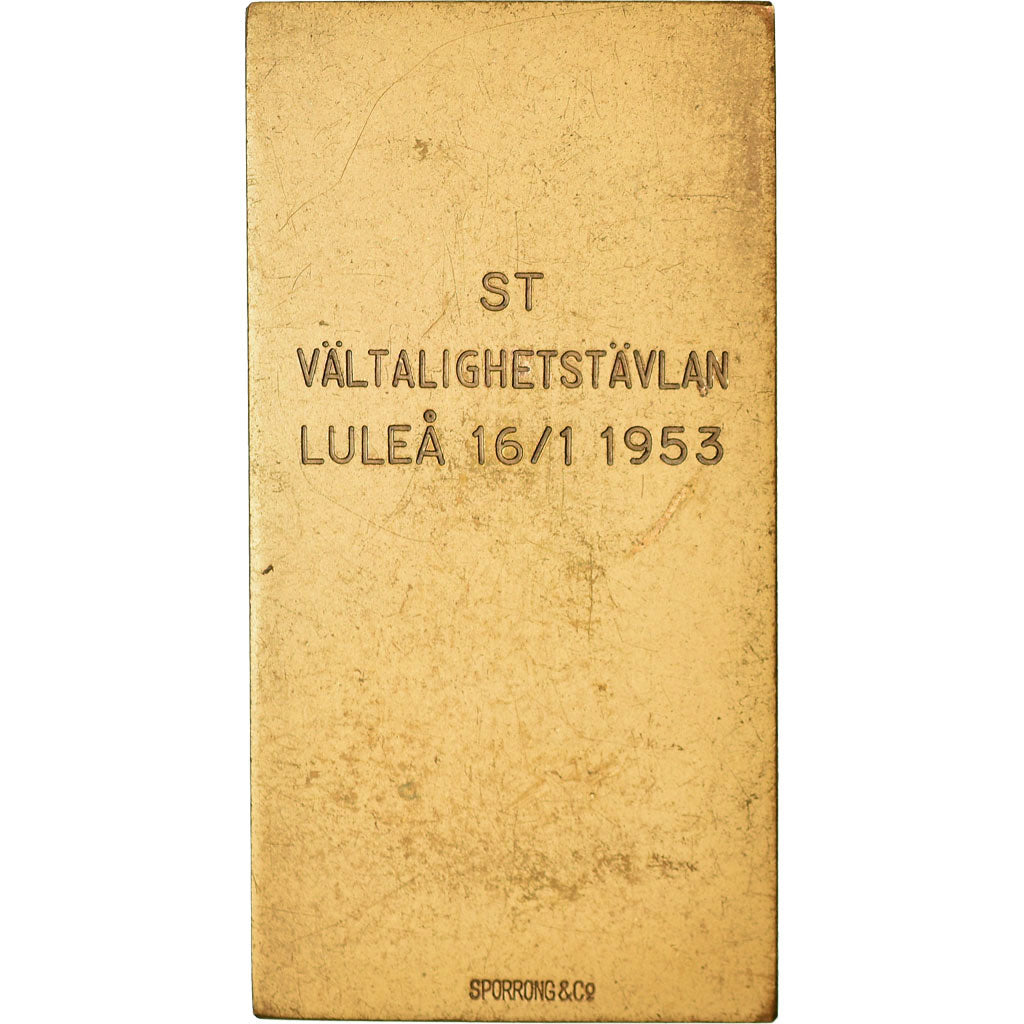 ST
VÄLTALIGHETSTÄVLAN
LULEÅ 16/1 1953
SPORRONG & Co